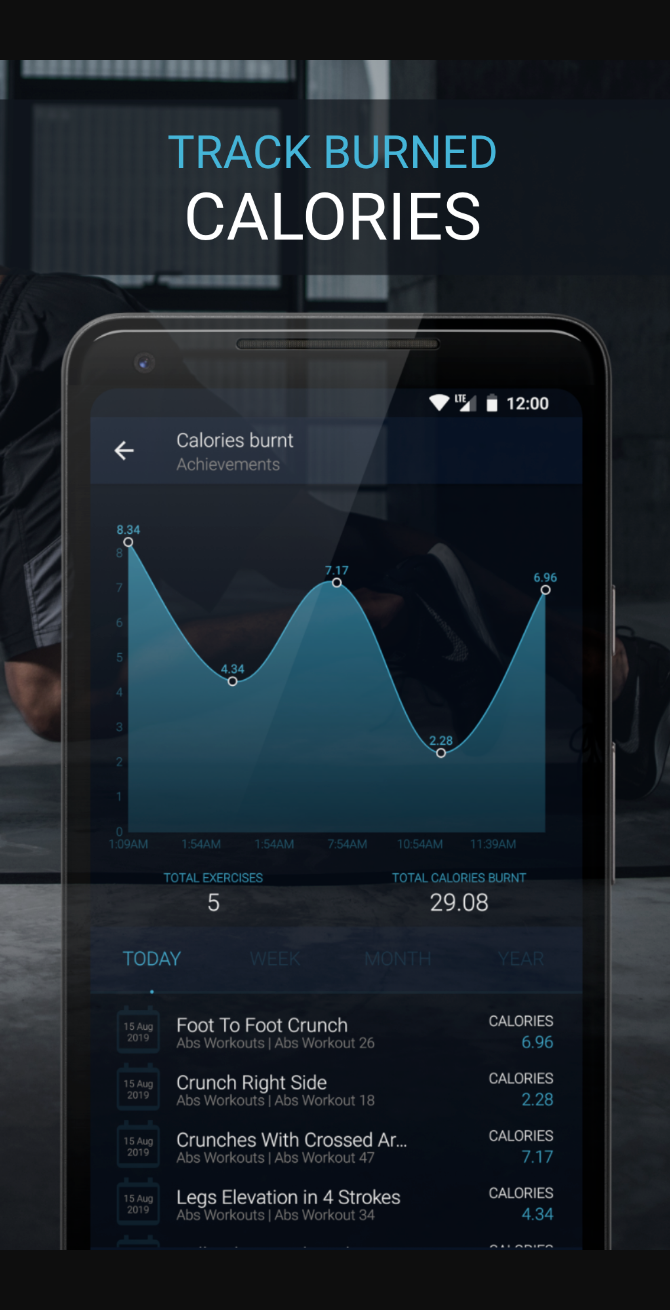 TRACK BURNED
CALORIES
LTE 12:00
Calories burnt
Achievements
8.34
8
7.17
7
6.96
6
5
4.34
4
3
2.28
2
1
0
1:09AM 1:54AM 1:54AM 7:54AM 10:54AM 11:39AM
TOTAL EXERCISES TOTAL CALORIES BURNT
5 29.08
TODAY WEEK MONTH YEAR
15 Aug 2019 Foot To Foot Crunch CALORIES
Abs Workouts | Abs Workout 26 6.96
15 Aug 2019 Crunch Right Side CALORIES
Abs Workouts | Abs Workout 18 2.28
15 Aug 2019 Crunches With Crossed Ar... CALORIES
Abs Workouts | Abs Workout 47 7.17
15 Aug 2019 Legs Elevation in 4 Strokes CALORIES
Abs Workouts | Abs Workout 34 4.34